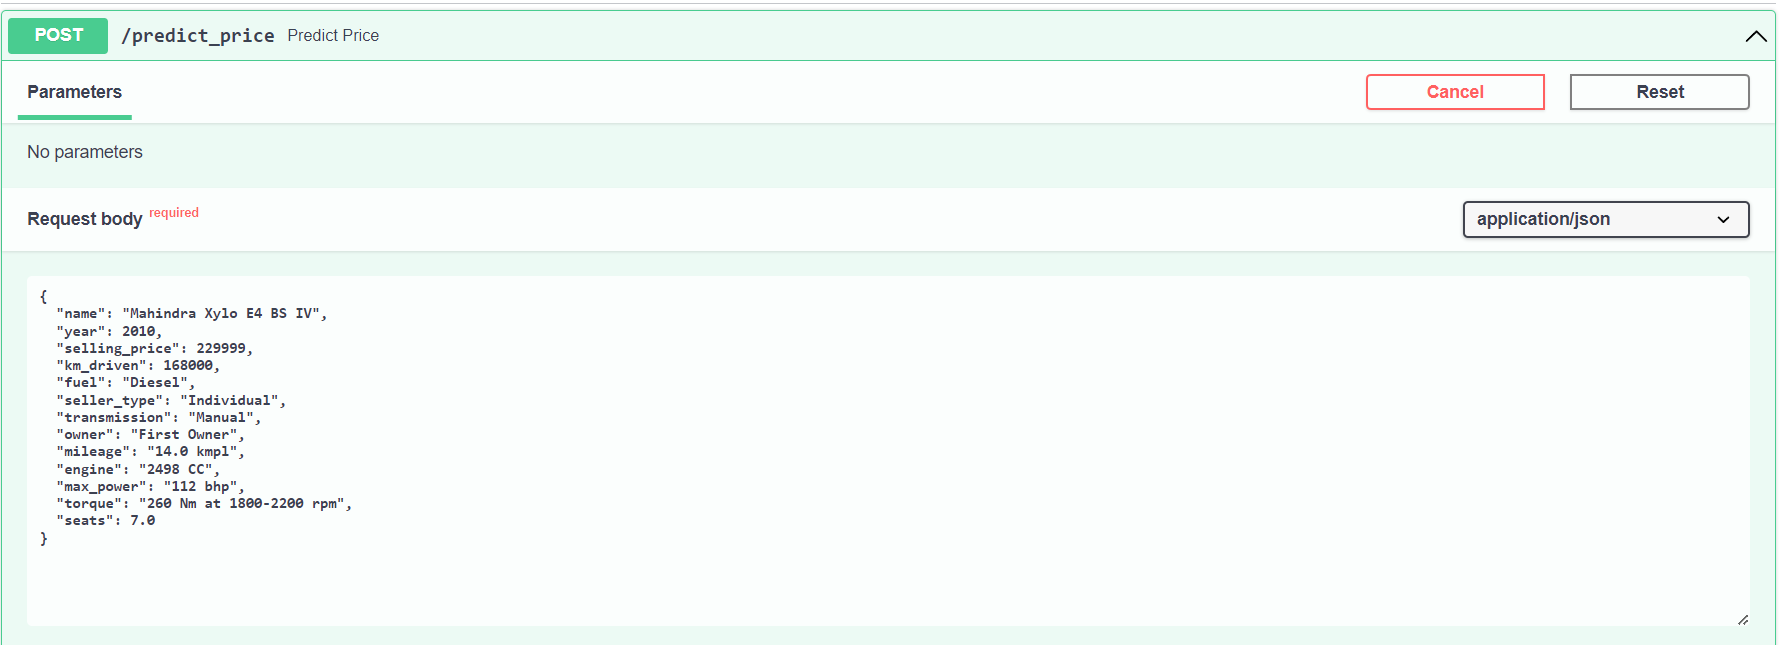 POST /predict_price Predict Price
Parameters
Cancel
Reset
No parameters
Request body required
application/json
{
  "name": "Mahindra Xylo E4 BS IV",
  "year": 2010,
  "selling_price": 229999,
  "km_driven": 168000,
  "fuel": "Diesel",
  "seller_type": "Individual",
  "transmission": "Manual",
  "owner": "First Owner",
  "mileage": "14.0 kmpl",
  "engine": "2498 CC",
  "max_power": "112 bhp",
  "torque": "260 Nm at 1800-2200 rpm",
  "seats": 7.0
}